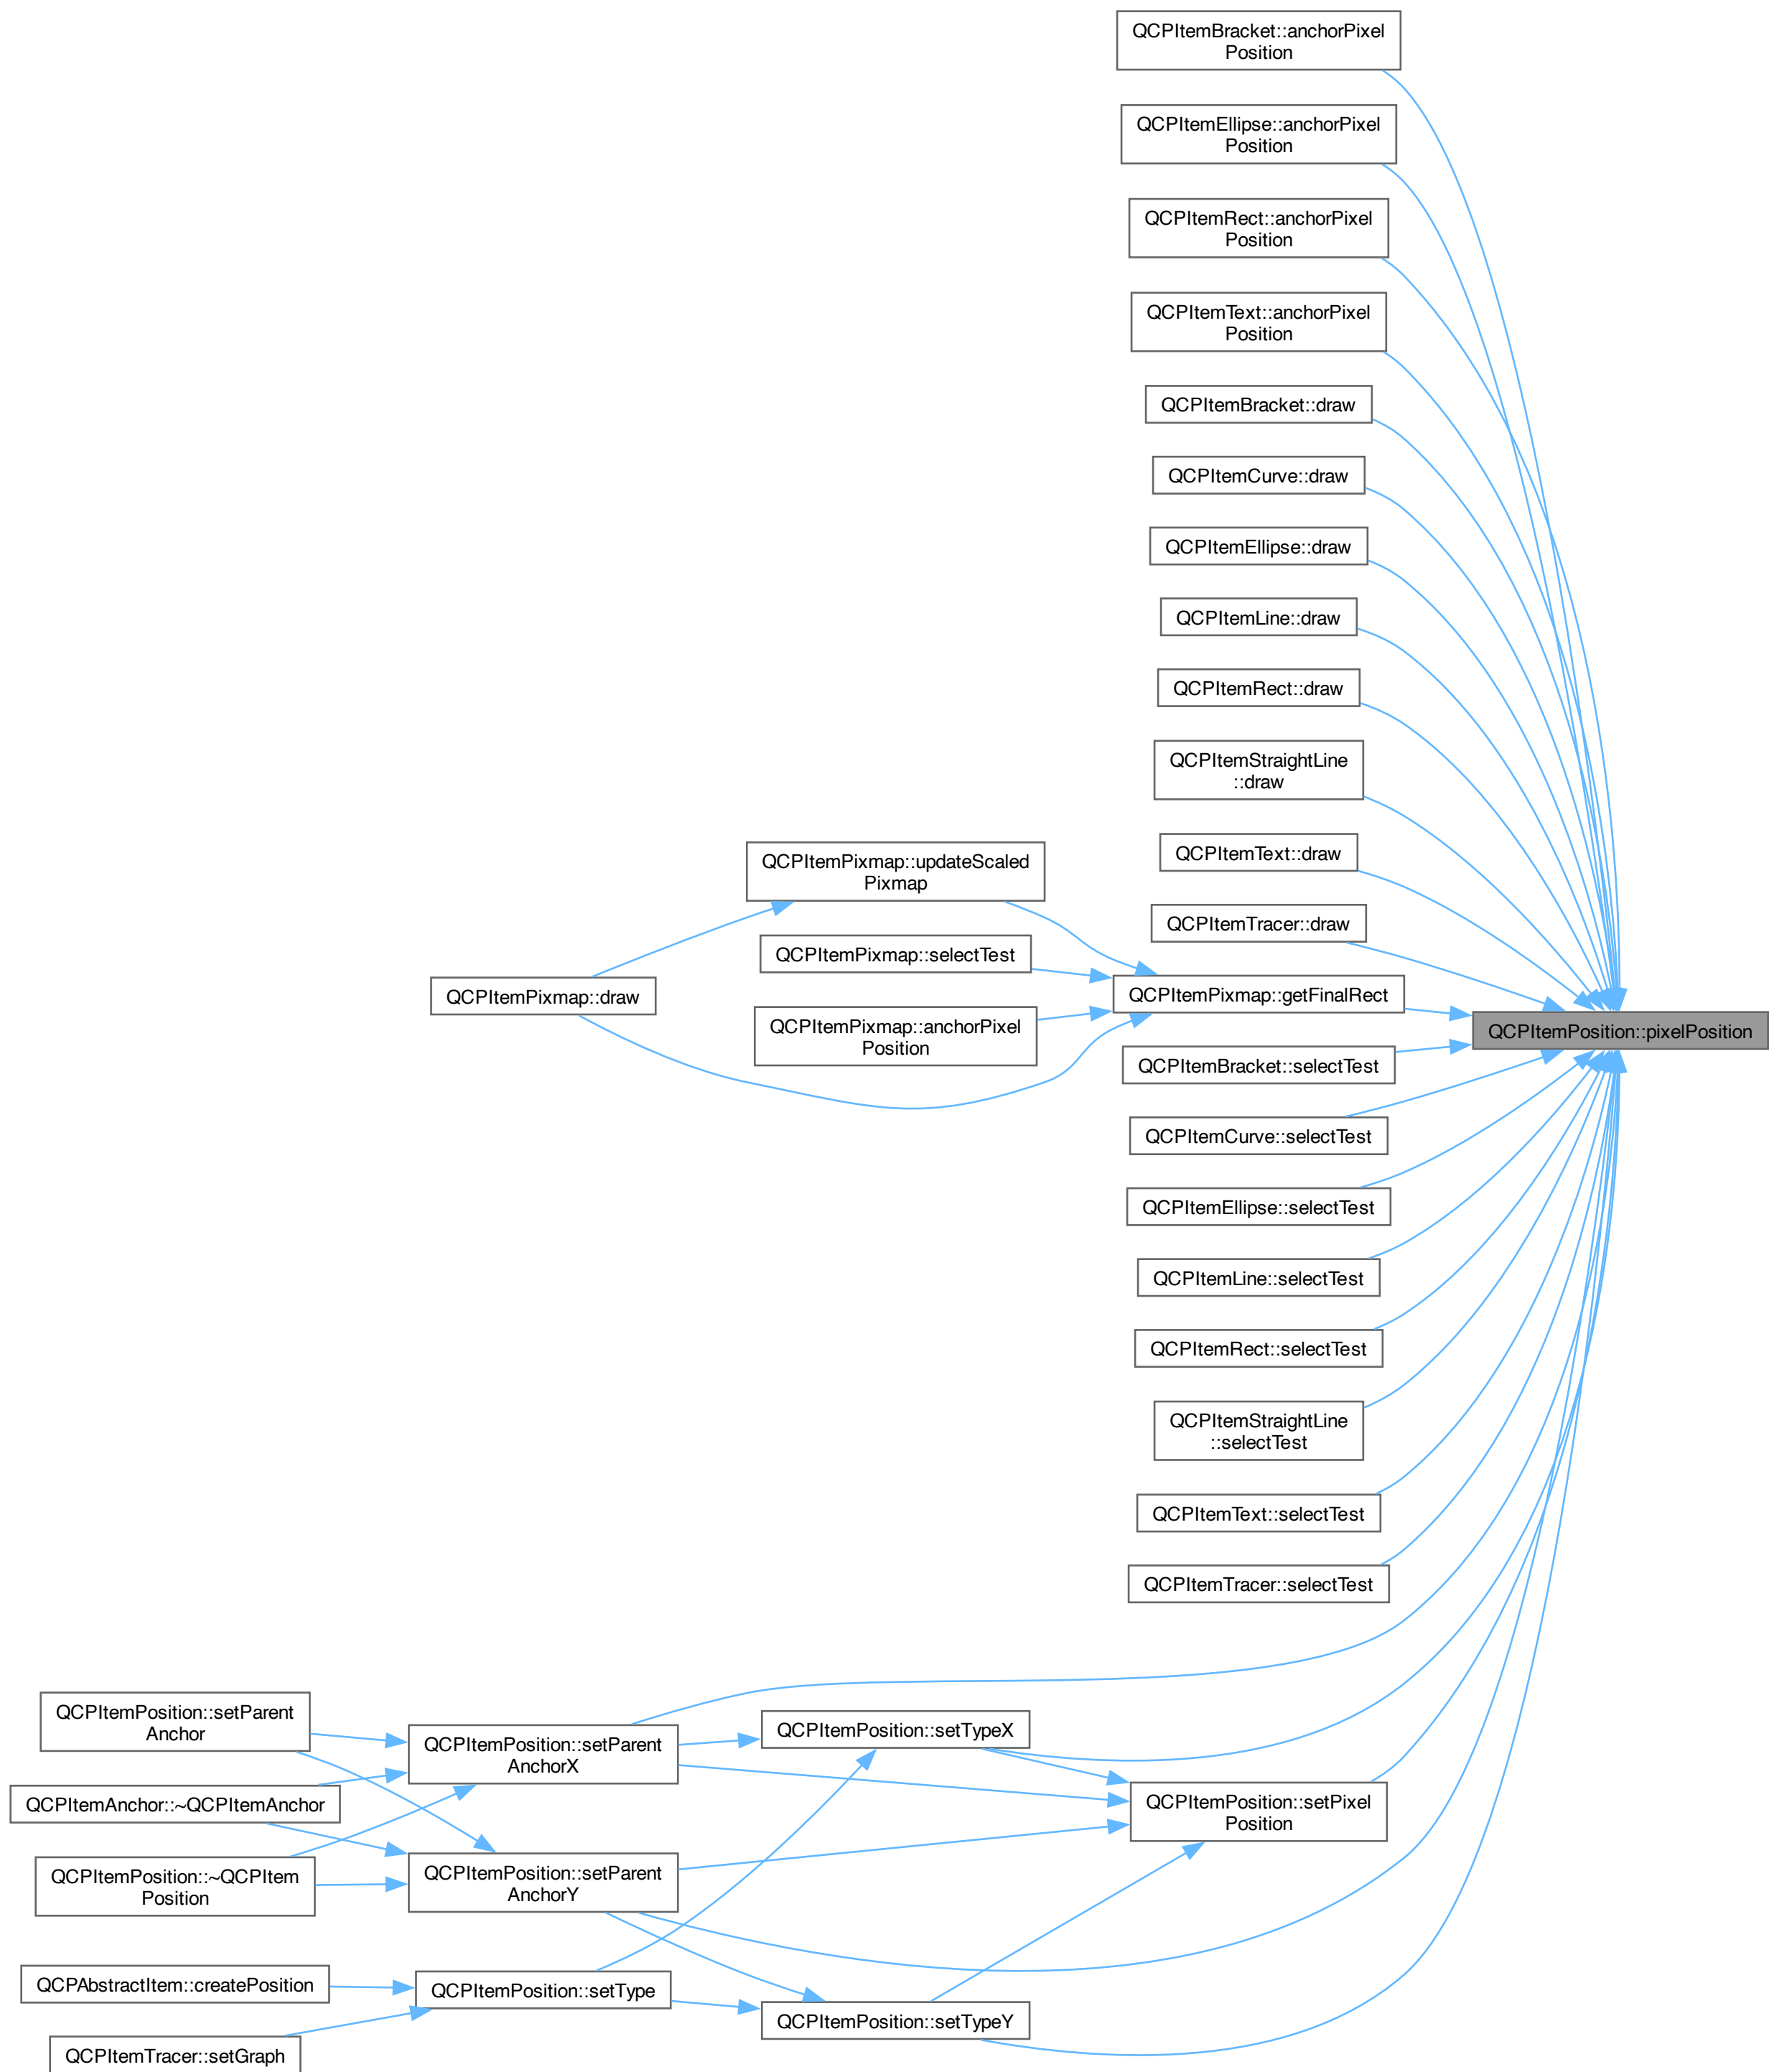 QCPItemBracket::anchorPixel
Position
QCPItemEllipse::anchorPixel
Position
QCPItemRect::anchorPixel
Position
QCPItemText::anchorPixel
Position
QCPItemBracket::draw
QCPItemCurve::draw
QCPItemEllipse::draw
QCPItemLine::draw
QCPItemRect::draw
QCPItemStraightLine
::draw
QCPItemText::draw
QCPItemTracer::draw
QCPItemPixmap::updateScaled
Pixmap
QCPItemPixmap::selectTest
QCPItemPixmap::draw
QCPItemPixmap::getFinalRect
QCPItemPixmap::anchorPixel
Position
QCPItemPosition::pixelPosition
QCPItemBracket::selectTest
QCPItemCurve::selectTest
QCPItemEllipse::selectTest
QCPItemLine::selectTest
QCPItemRect::selectTest
QCPItemStraightLine
::selectTest
QCPItemText::selectTest
QCPItemTracer::selectTest
QCPItemPosition::setParent
Anchor
QCPItemPosition::setParent
AnchorX
QCPItemPosition::setTypeX
QCPItemAnchor::~QCPItemAnchor
QCPItemPosition::setPixel
Position
QCPItemPosition::~QCPItem
Position
QCPItemPosition::setParent
AnchorY
QCPAbstractItem::createPosition
QCPItemPosition::setType
QCPItemPosition::setTypeY
QCPItemTracer::setGraph